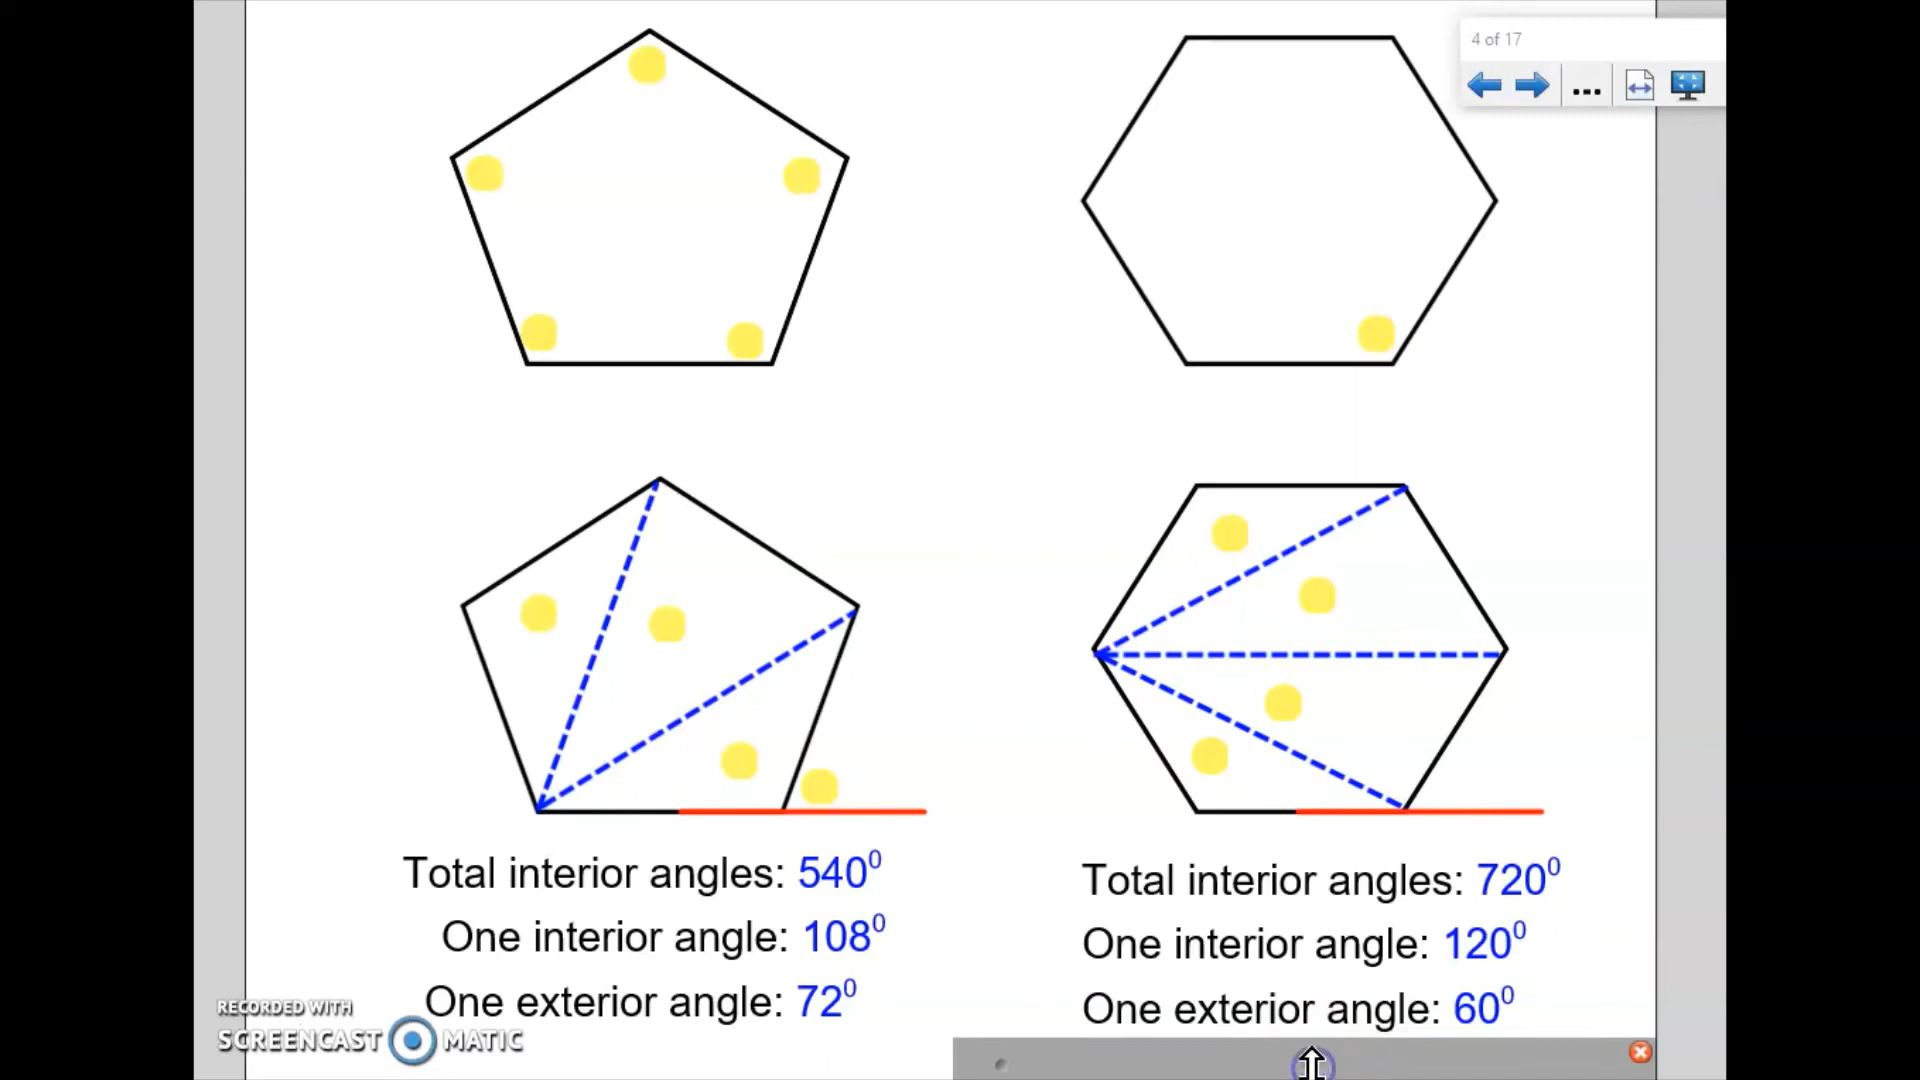 4 of 17
Total interior angles: 540⁰
One interior angle: 108⁰
One exterior angle: 72⁰
Total interior angles: 720⁰
One interior angle: 120⁰
One exterior angle: 60⁰
RECORDED WITH
SCREENCAST MATIC